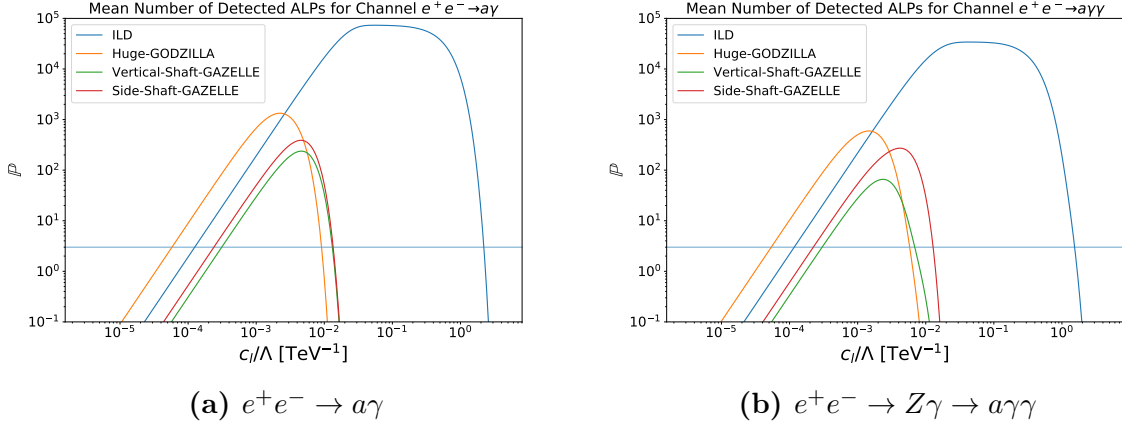 Mean Number of Detected ALPs for Channel e⁺e⁻→aγ
10⁵
10⁴
10³
10²
10¹
10⁰
10⁻¹
ℙ
ILD
Huge-GODZILLA
Vertical-Shaft-GAZELLE
Side-Shaft-GAZELLE
10⁻⁵ 10⁻⁴ 10⁻³ 10⁻² 10⁻¹ 10⁰
c_l/Λ [TeV⁻¹]
(a) e⁺e⁻ → aγ
Mean Number of Detected ALPs for Channel e⁺e⁻→aγγ
10⁵
10⁴
10³
10²
10¹
10⁰
10⁻¹
ℙ
ILD
Huge-GODZILLA
Vertical-Shaft-GAZELLE
Side-Shaft-GAZELLE
10⁻⁵ 10⁻⁴ 10⁻³ 10⁻² 10⁻¹ 10⁰
c_l/Λ [TeV⁻¹]
(b) e⁺e⁻ → Zγ → aγγ